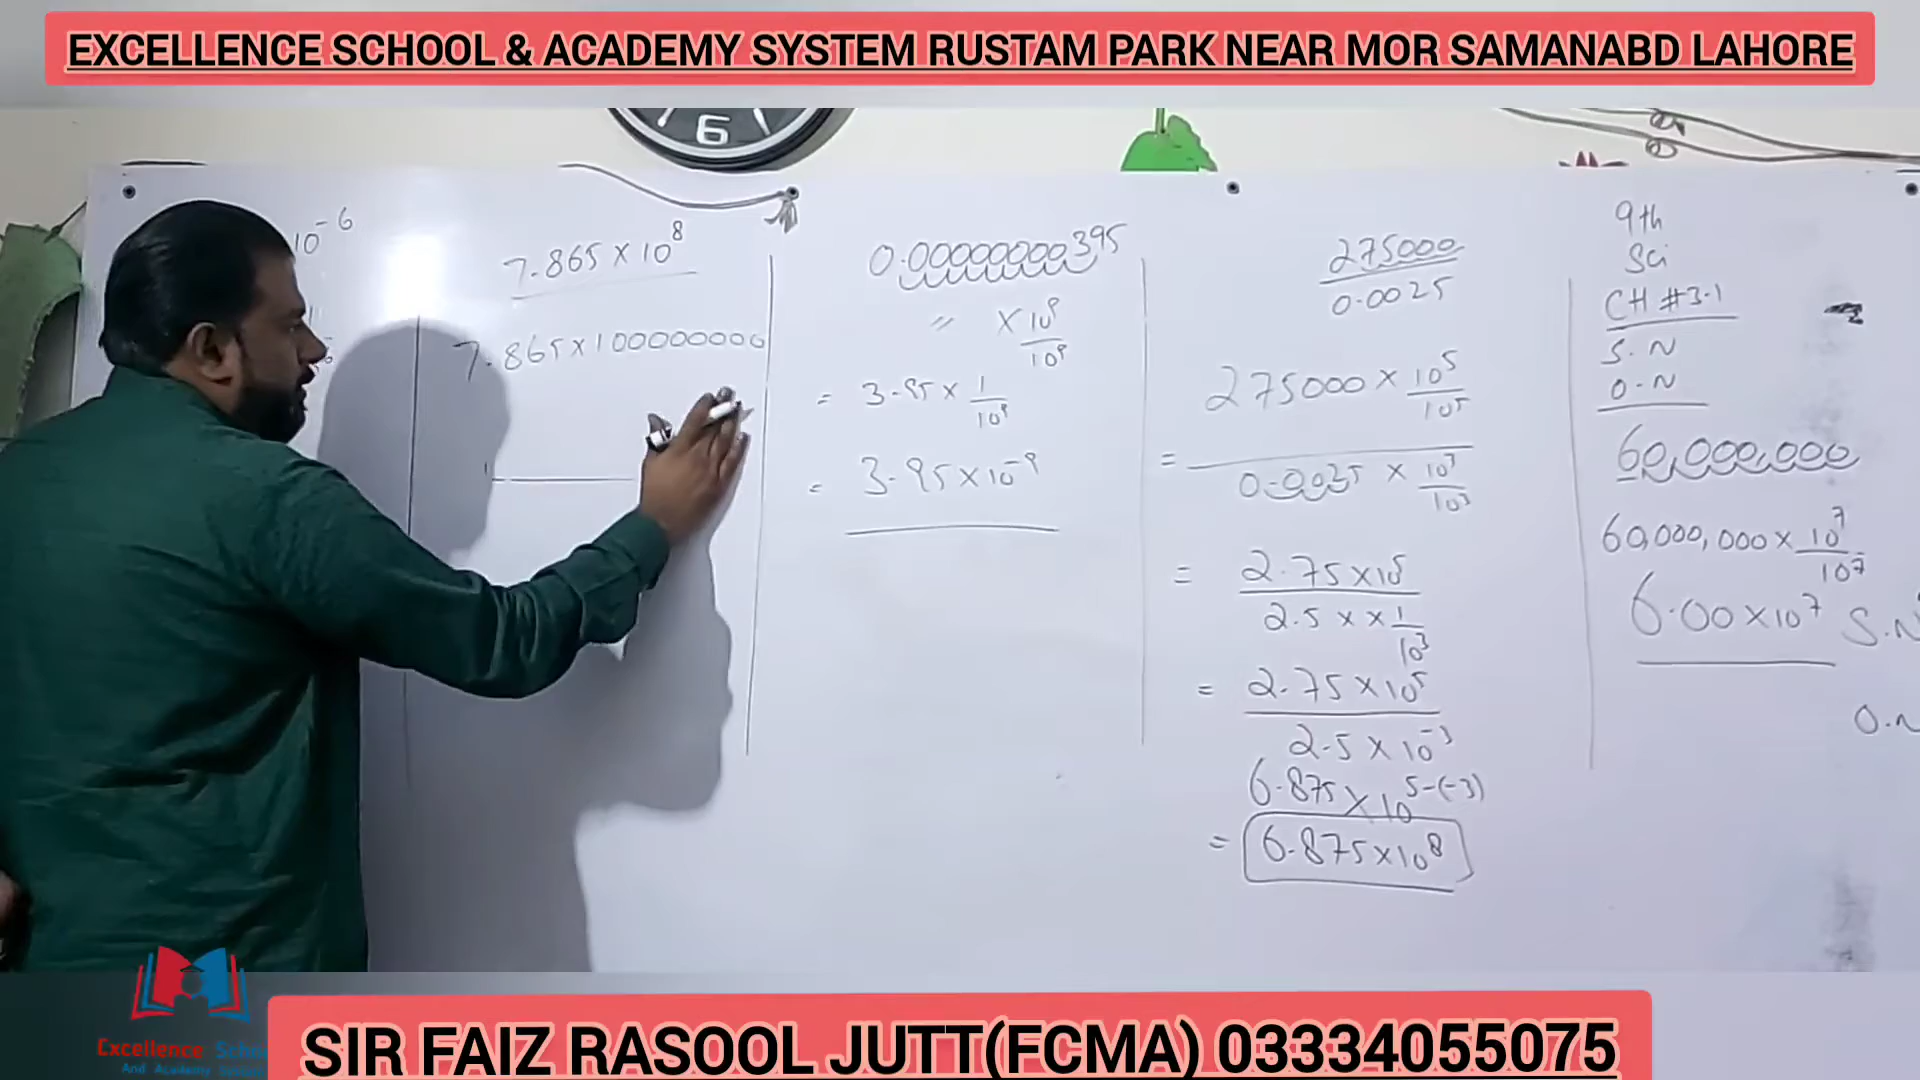 EXCELLENCE SCHOOL & ACADEMY SYSTEM RUSTAM PARK NEAR MOR SAMANABD LAHORE
6
10^-6
7.865 × 10^8
7.865 × 100000000
0.00000000395
〃 × 10^9/10^9
= 3.95 × 1/10^9
= 3.95 × 10^-9
275000/0.0025
= (275000 × 10^5/10^5)/(0.0025 × 10^3/10^3)
= (2.75 × 10^5)/(2.5 × × 1/10^3)
= (2.75 × 10^5)/(2.5 × 10^-3)
6.875 × 10^5-(-3)
= 6.875 × 10^8
9th
Sci
CH #3.1
S.N
O.N
60,000,000
60,000,000 × 10^7/10^7
6.00 × 10^7 S.N
O.N
Excellence Schoo
And Academy System
SIR FAIZ RASOOL JUTT(FCMA) 03334055075